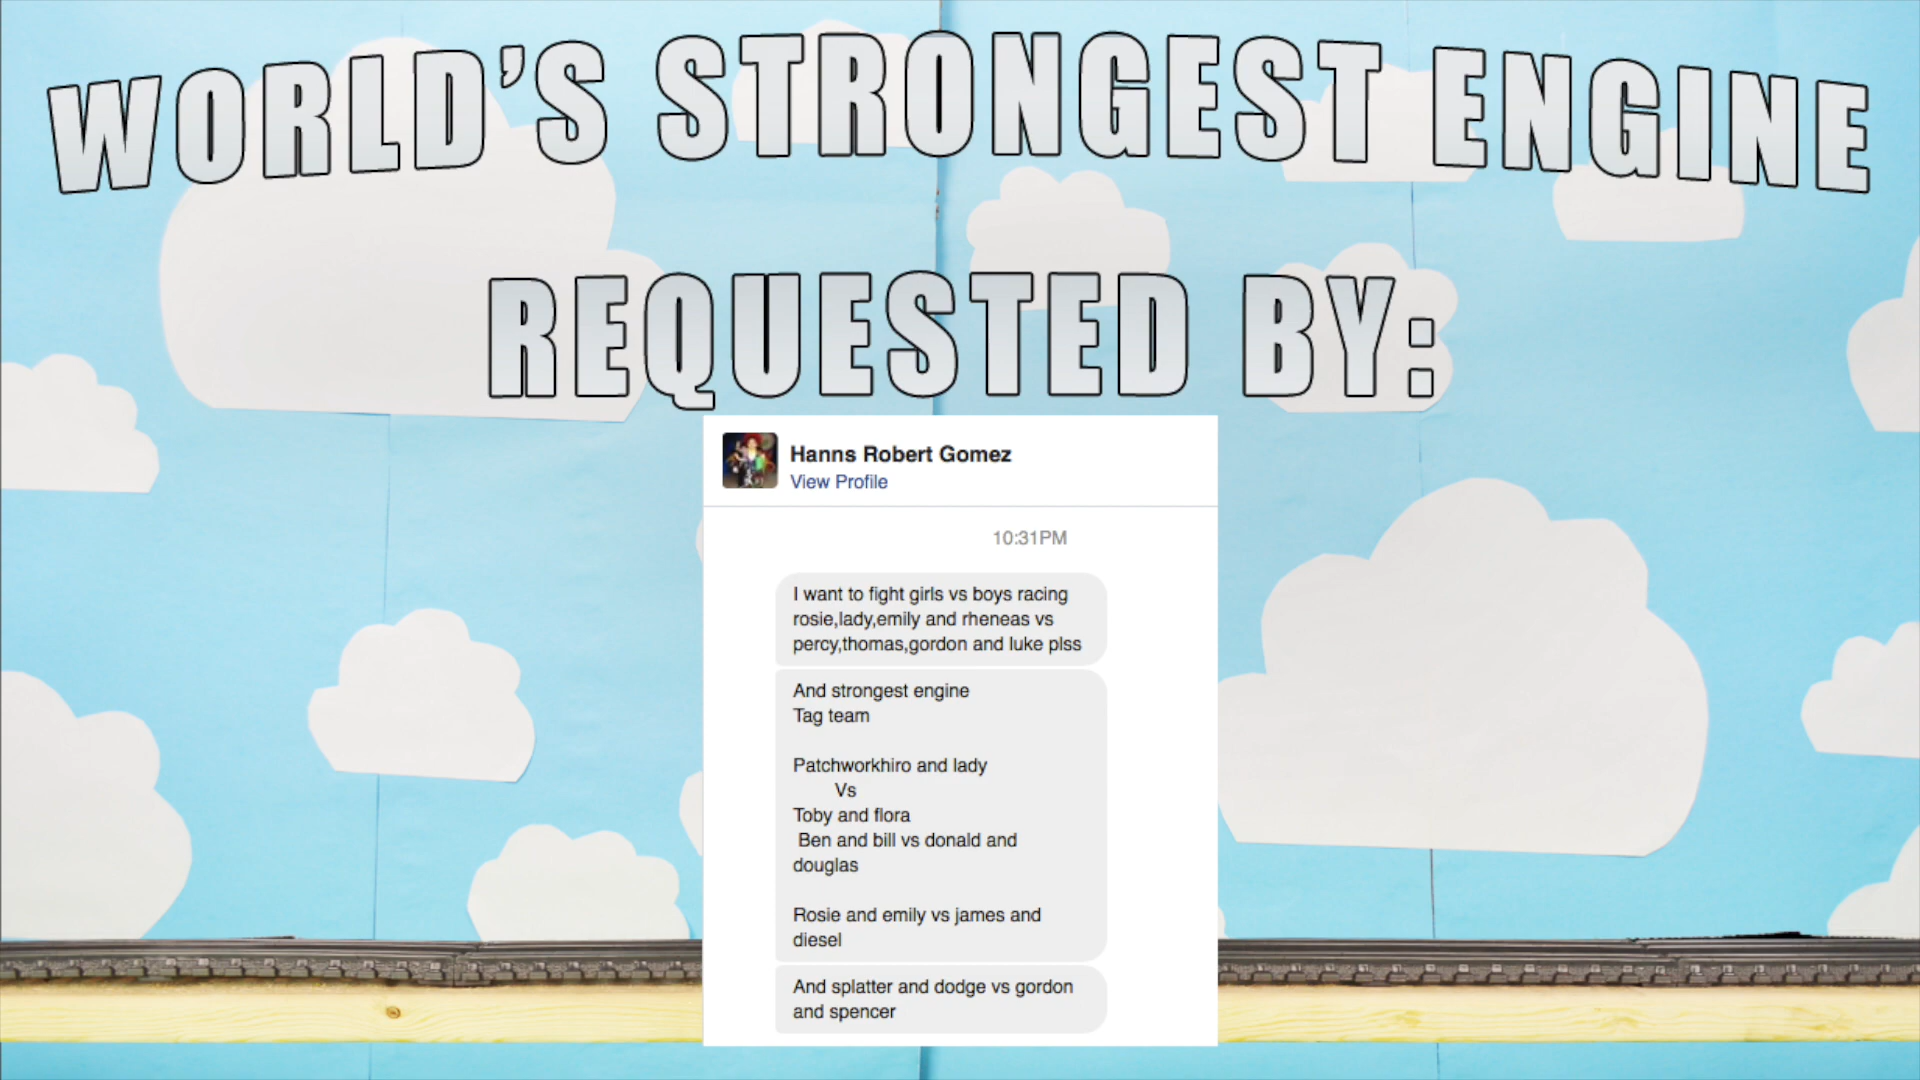 WORLD'S STRONGEST ENGINE
REQUESTED BY:
Hanns Robert Gomez
View Profile
10:31PM
I want to fight girls vs boys racing
rosie,lady,emily and rheneas vs
percy,thomas,gordon and luke plss
And strongest engine
Tag team
Patchworkhiro and lady
Vs
Toby and flora
Ben and bill vs donald and
douglas
Rosie and emily vs james and
diesel
And splatter and dodge vs gordon
and spencer